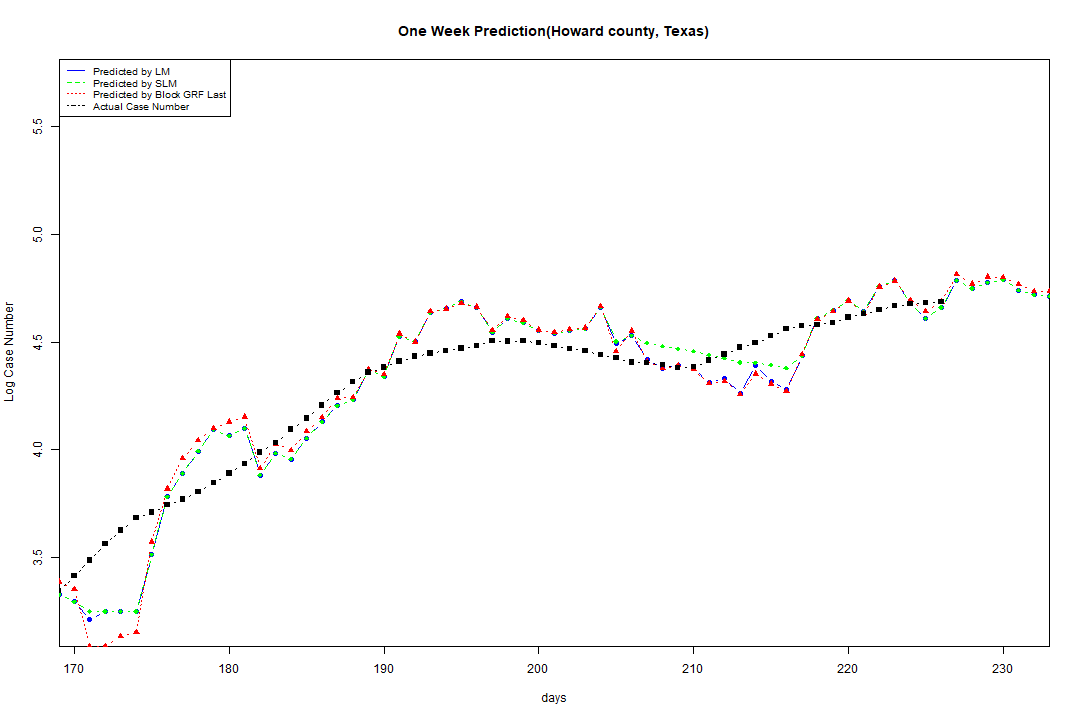 One Week Prediction(Howard county, Texas)
Predicted by LM
Predicted by SLM
Predicted by Block GRF Last
Actual Case Number
5.5
5.0
4.5
4.0
3.5
Log Case Number
170 180 190 200 210 220 230
days